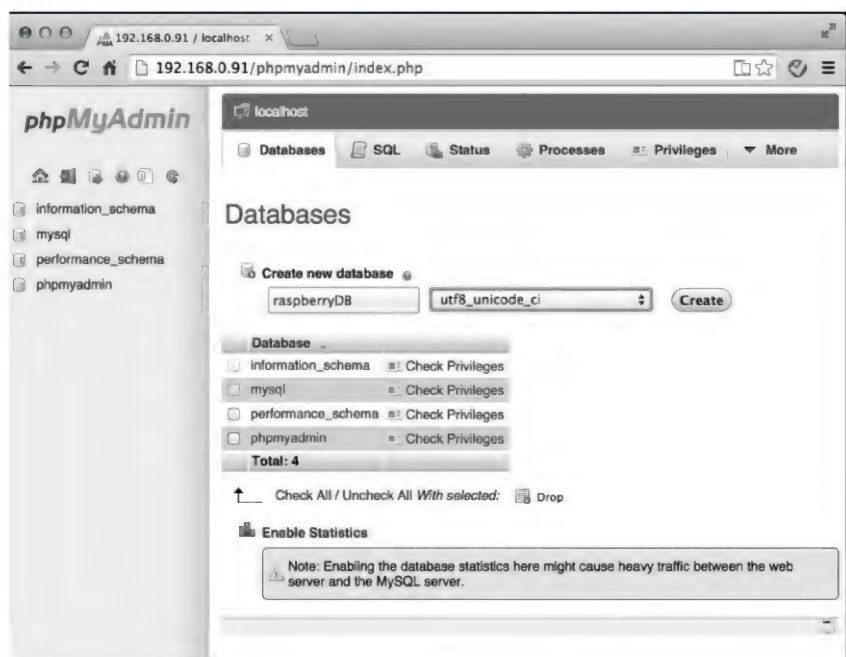 192.168.0.91 / localhost
192.168.0.91/phpmyadmin/index.php
phpMyAdmin
information_schema
mysql
performance_schema
phpmyadmin
localhost
Databases SQL Status Processes Privileges More
Databases
Create new database
raspberryDB utf8_unicode_ci Create
Database
information_schema Check Privileges
mysql Check Privileges
performance_schema Check Privileges
phpmyadmin Check Privileges
Total: 4
Check All / Uncheck All With selected: Drop
Enable Statistics
Note: Enabling the database statistics here might cause heavy traffic between the web
server and the MySQL server.